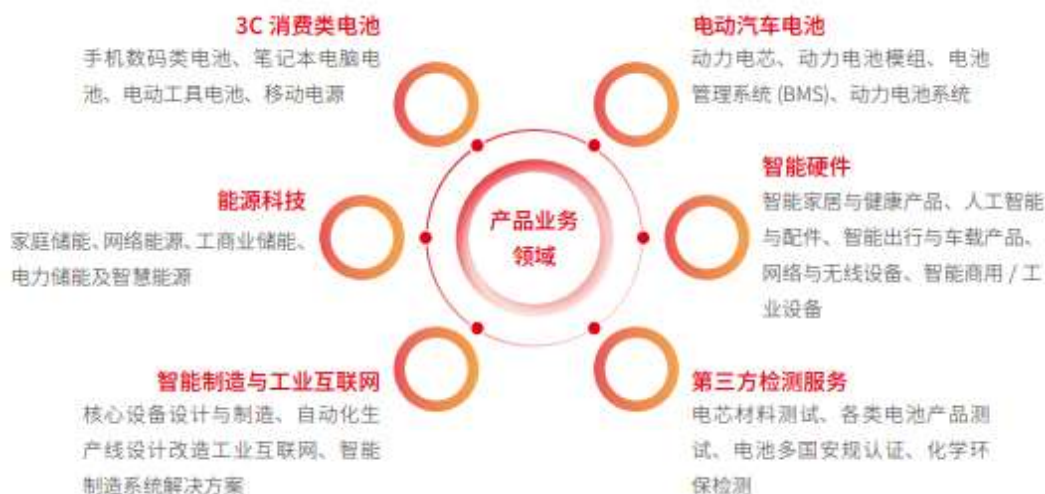 3C 消费类电池
手机数码类电池、笔记本电脑电
池、电动工具电池、移动电源
电动汽车电池
动力电芯、动力电池模组、电池
管理系统 (BMS)、动力电池系统
能源科技
家庭储能、网络能源、工商业储能、
电力储能及智慧能源
产品业务
领域
智能硬件
智能家居与健康产品、人工智能
与配件、智能出行与车载产品、
网络与无线设备、智能商用 / 工
业设备
智能制造与工业互联网
核心设备设计与制造、自动化生
产线设计改造工业互联网、智能
制造系统解决方案
第三方检测服务
电芯材料测试、各类电池产品测
试、电池多国安规认证、化学环
保检测